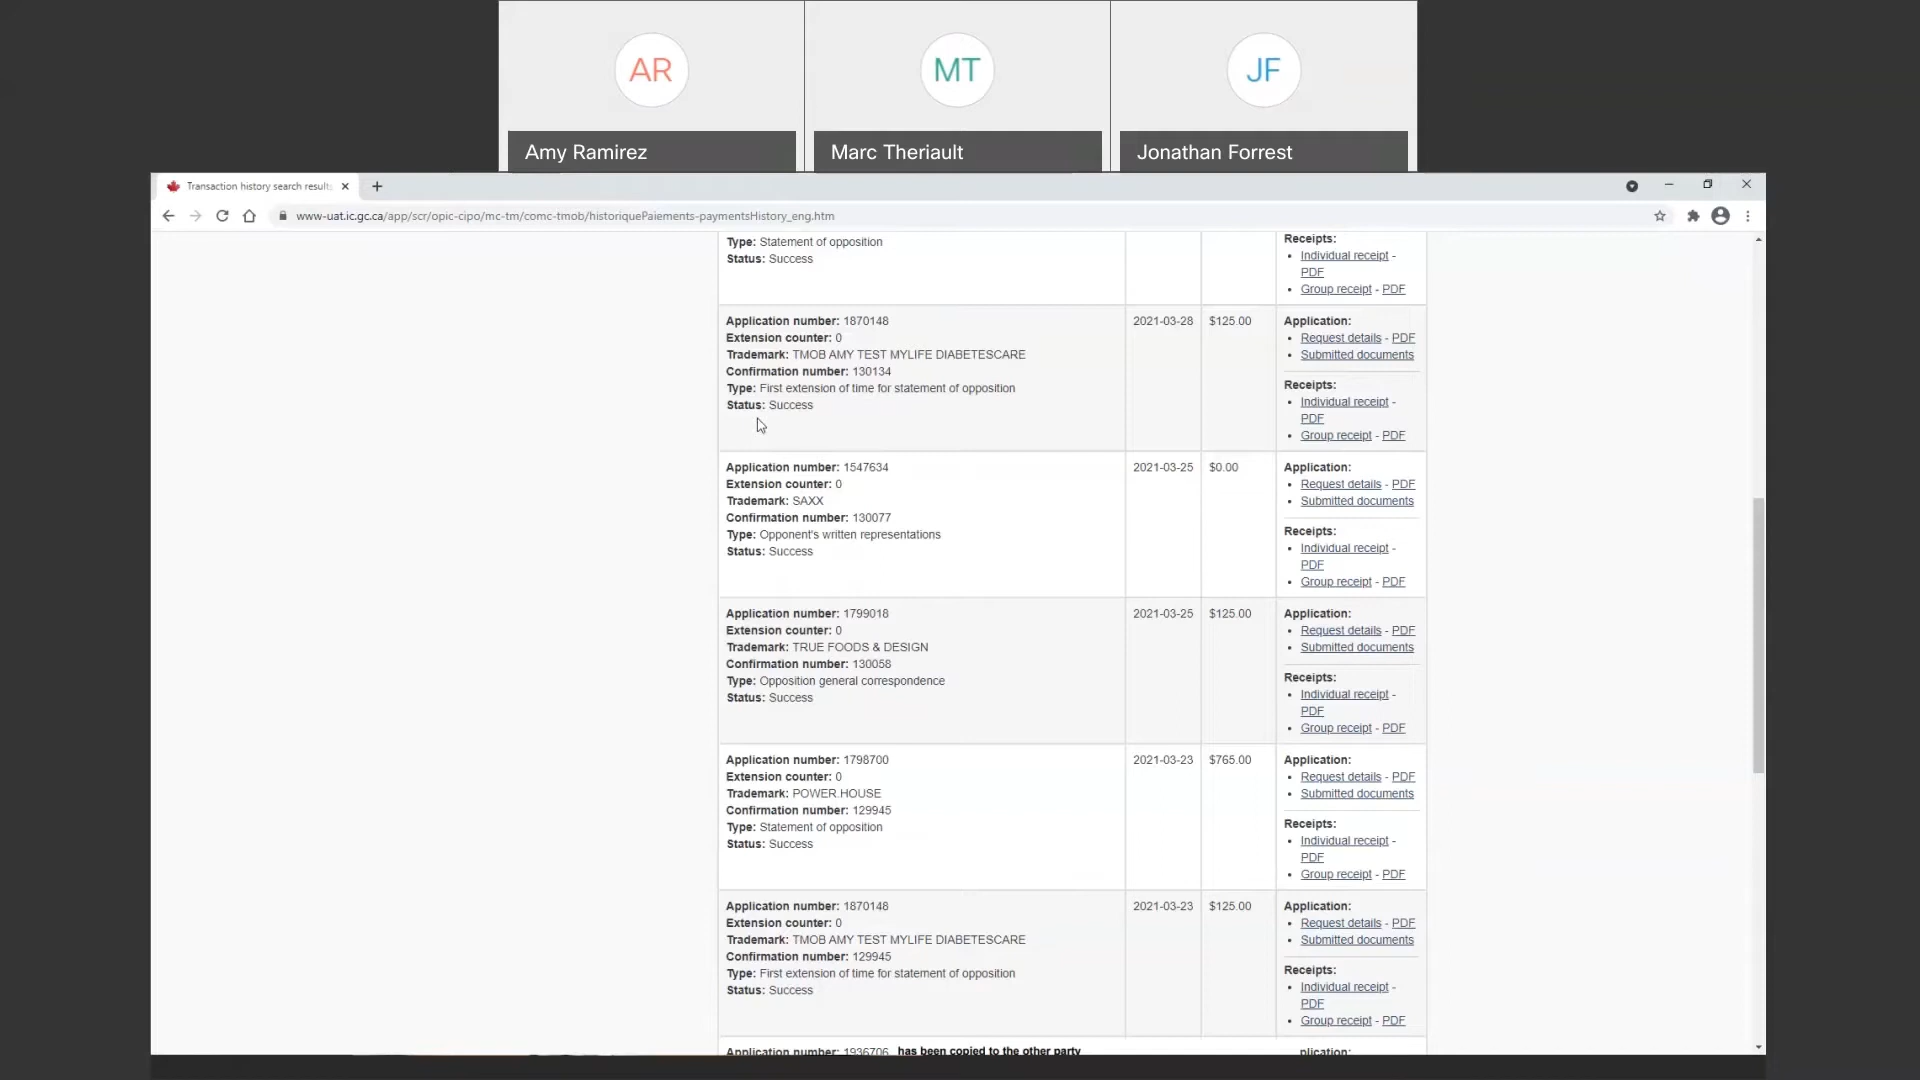 AR
MT
JF
Amy Ramirez
Marc Theriault
Jonathan Forrest
Transaction history search result
www-uat.ic.gc.ca/app/scr/opic-cipo/mc-tm/comc-tmob/historiquePaiements-paymentsHistory_eng.htm
Type: Statement of opposition
Status: Success
Receipts:
• Individual receipt -
PDF
• Group receipt - PDF
Application number: 1870148
Extension counter: 0
Trademark: TMOB AMY TEST MYLIFE DIABETESCARE
Confirmation number: 130134
Type: First extension of time for statement of opposition
Status: Success
2021-03-28
$125.00
Application:
• Request details - PDF
• Submitted documents
Receipts:
• Individual receipt -
PDF
• Group receipt - PDF
Application number: 1547634
Extension counter: 0
Trademark: SAXX
Confirmation number: 130077
Type: Opponent's written representations
Status: Success
2021-03-25
$0.00
Application:
• Request details - PDF
• Submitted documents
Receipts:
• Individual receipt -
PDF
• Group receipt - PDF
Application number: 1799018
Extension counter: 0
Trademark: TRUE FOODS & DESIGN
Confirmation number: 130058
Type: Opposition general correspondence
Status: Success
2021-03-25
$125.00
Application:
• Request details - PDF
• Submitted documents
Receipts:
• Individual receipt -
PDF
• Group receipt - PDF
Application number: 1798700
Extension counter: 0
Trademark: POWER.HOUSE
Confirmation number: 129945
Type: Statement of opposition
Status: Success
2021-03-23
$765.00
Application:
• Request details - PDF
• Submitted documents
Receipts:
• Individual receipt -
PDF
• Group receipt - PDF
Application number: 1870148
Extension counter: 0
Trademark: TMOB AMY TEST MYLIFE DIABETESCARE
Confirmation number: 129945
Type: First extension of time for statement of opposition
Status: Success
2021-03-23
$125.00
Application:
• Request details - PDF
• Submitted documents
Receipts:
• Individual receipt -
PDF
• Group receipt - PDF
Application number: 1936706 has been copied to the other party
plication: